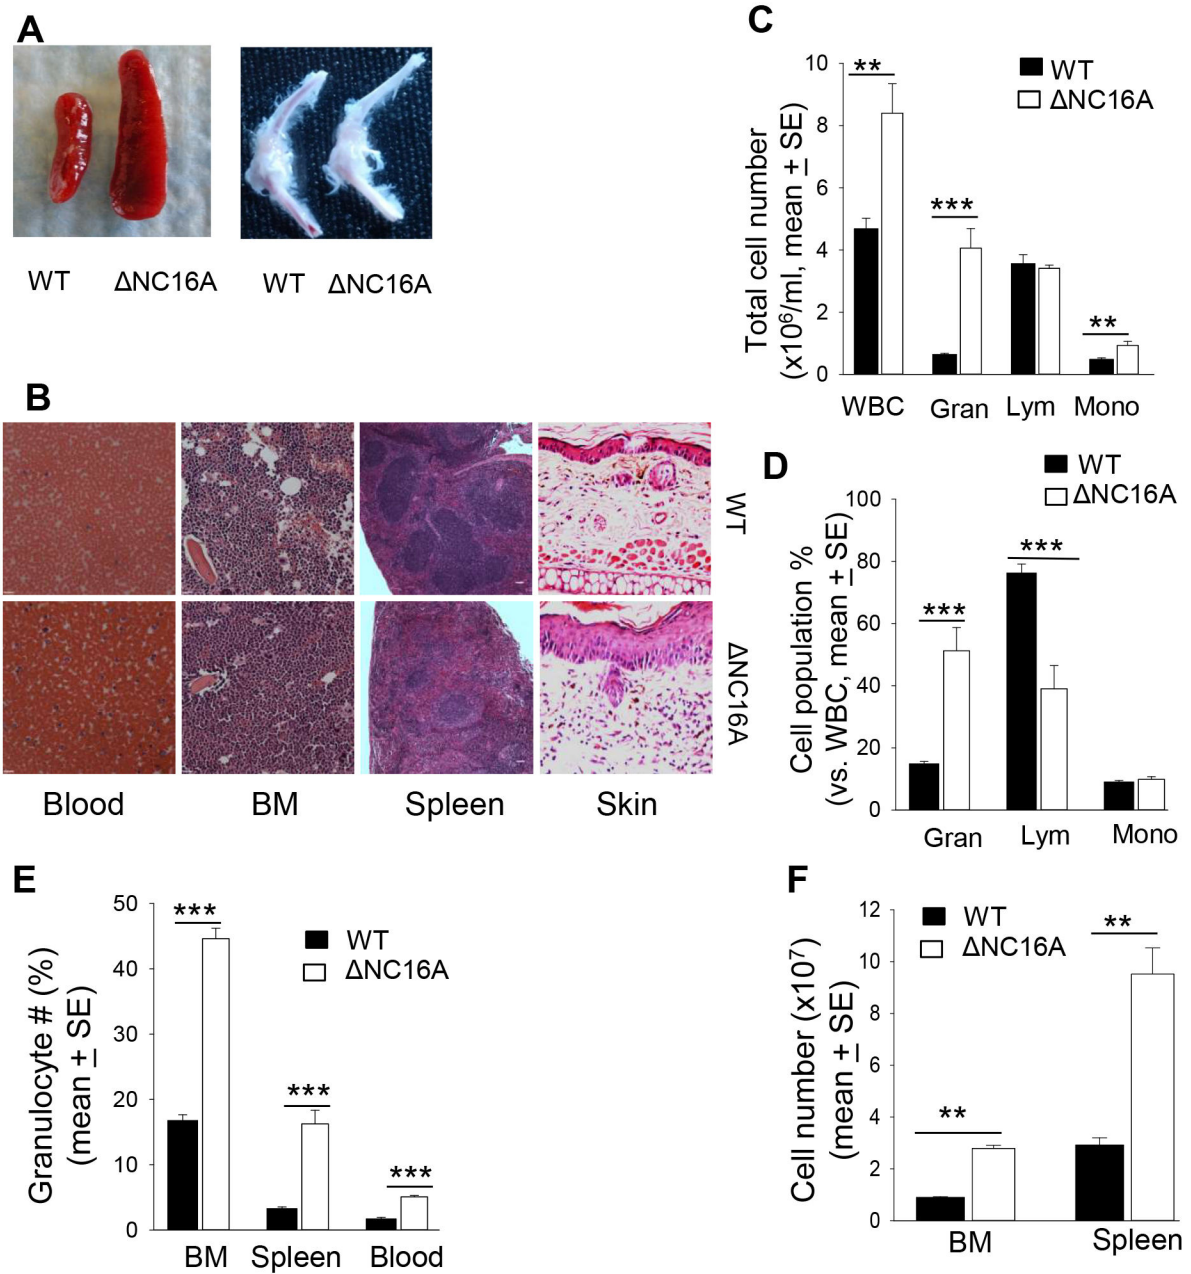 A
WT
ΔNC16A
WT
ΔNC16A
B
WT
ΔNC16A
Blood
BM
Spleen
Skin
C
Total cell number
(x10⁶/ml, mean ± SE)
10
8
6
4
2
0
**
***
**
WT
ΔNC16A
WBC
Gran
Lym
Mono
D
Cell population %
(vs. WBC, mean ± SE)
100
80
60
40
20
0
***
***
WT
ΔNC16A
Gran
Lym
Mono
E
Granulocyte # (%)
(mean ± SE)
50
40
30
20
10
0
***
***
***
WT
ΔNC16A
BM
Spleen
Blood
F
Cell number (x10⁷)
(mean ± SE)
12
10
8
6
4
2
0
**
**
WT
ΔNC16A
BM
Spleen